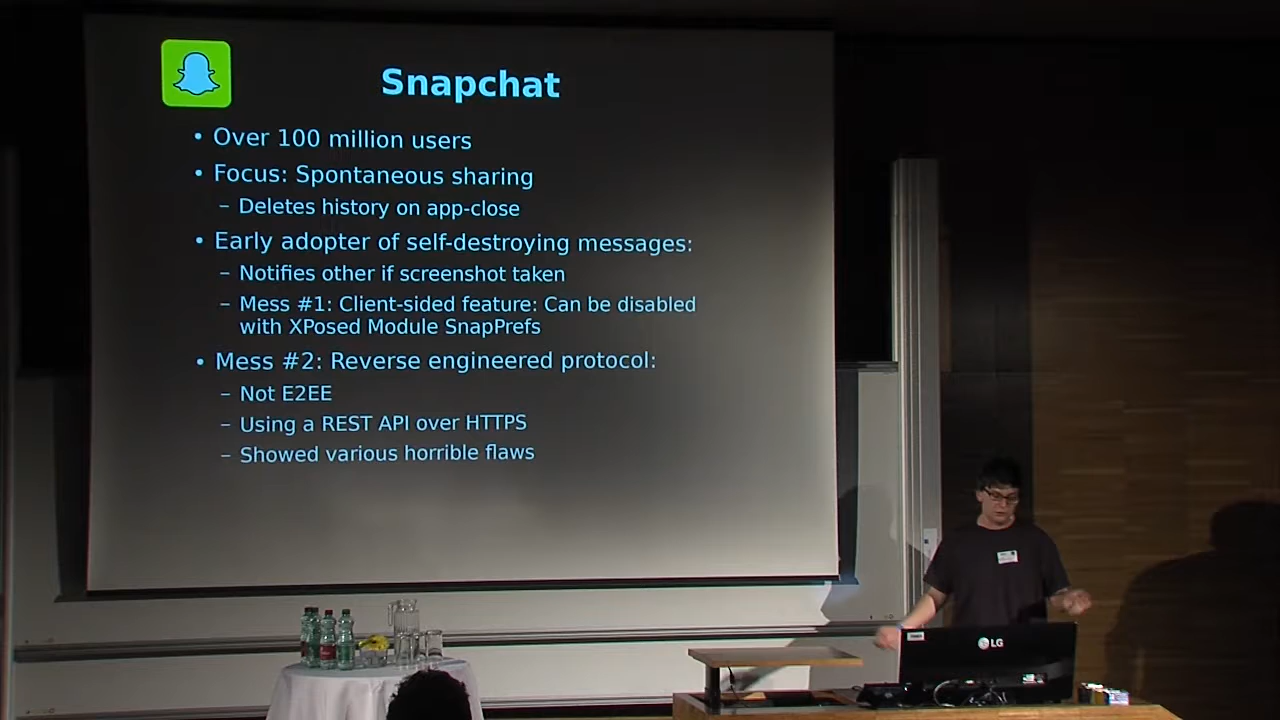 Snapchat
• Over 100 million users
• Focus: Spontaneous sharing
– Deletes history on app-close
• Early adopter of self-destroying messages:
– Notifies other if screenshot taken
– Mess #1: Client-sided feature: Can be disabled
with XPosed Module SnapPrefs
• Mess #2: Reverse engineered protocol:
– Not E2EE
– Using a REST API over HTTPS
– Showed various horrible flaws
LG